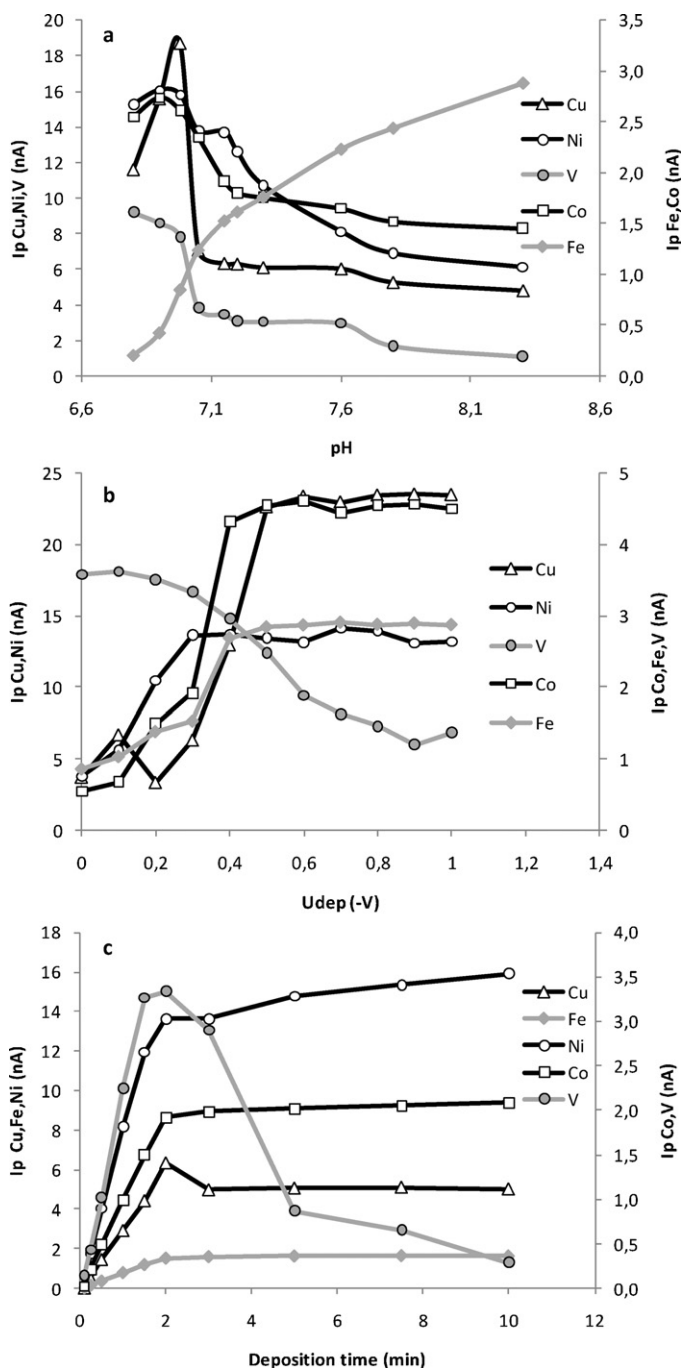 a
Ip Cu,Ni,V (nA)
20
18
16
14
12
10
8
6
4
2
0
3,5
3,0
2,5
2,0
1,5
1,0
0,5
0,0
Ip Fe,Co (nA)
Cu
Ni
V
Co
Fe
6,6 7,1 7,6 8,1 8,6
pH
b
Ip Cu,Ni (nA)
25
20
15
10
5
0
5
4
3
2
1
0
Ip Co,Fe,V (nA)
Cu
Ni
V
Co
Fe
0 0,2 0,4 0,6 0,8 1 1,2 1,4
Udep (-V)
c
Ip Cu,Fe,Ni (nA)
18
16
14
12
10
8
6
4
2
0
4,0
3,5
3,0
2,5
2,0
1,5
1,0
0,5
0,0
Ip Co,V (nA)
Cu
Fe
Ni
Co
V
0 2 4 6 8 10 12
Deposition time (min)